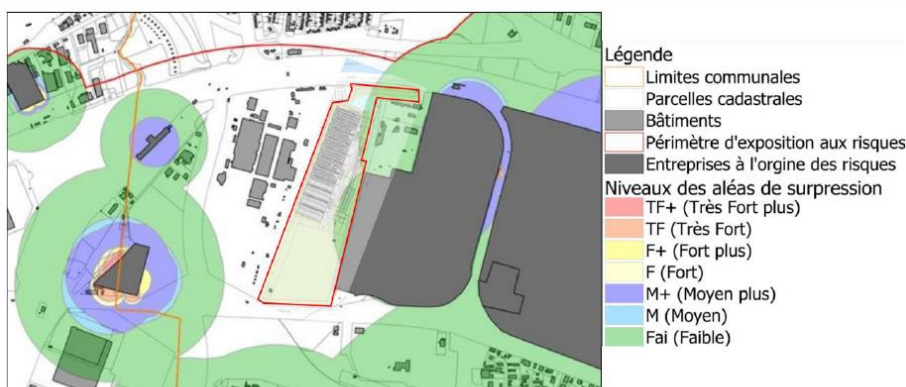 Légende
Limites communales
Parcelles cadastrales
Bâtiments
Périmètre d'exposition aux risques
Entreprises à l'orgine des risques
Niveaux des aléas de surpression
TF+ (Très Fort plus)
TF (Très Fort)
F+ (Fort plus)
F (Fort)
M+ (Moyen plus)
M (Moyen)
Fai (Faible)